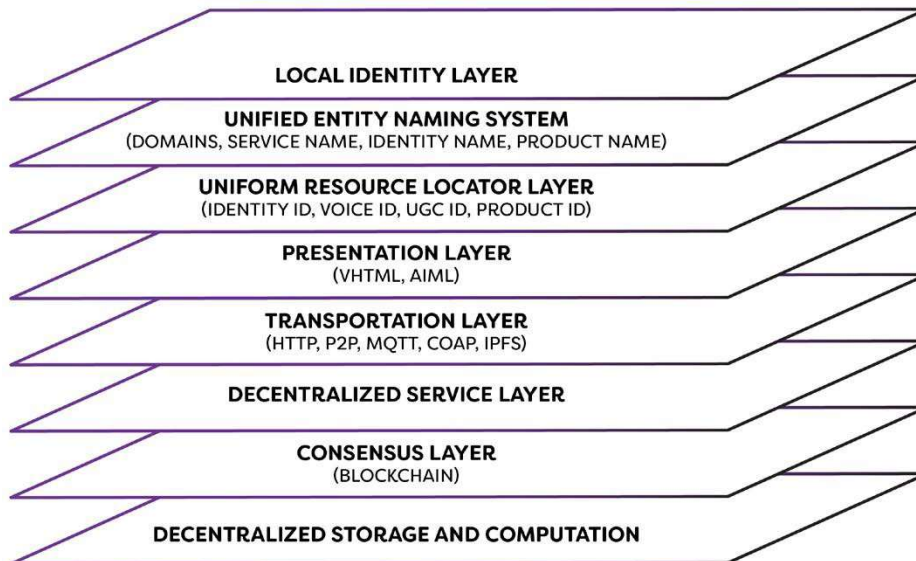 LOCAL IDENTITY LAYER
UNIFIED ENTITY NAMING SYSTEM
(DOMAINS, SERVICE NAME, IDENTITY NAME, PRODUCT NAME)
UNIFORM RESOURCE LOCATOR LAYER
(IDENTITY ID, VOICE ID, UGC ID, PRODUCT ID)
PRESENTATION LAYER
(VHTML, AIML)
TRANSPORTATION LAYER
(HTTP, P2P, MQTT, COAP, IPFS)
DECENTRALIZED SERVICE LAYER
CONSENSUS LAYER
(BLOCKCHAIN)
DECENTRALIZED STORAGE AND COMPUTATION